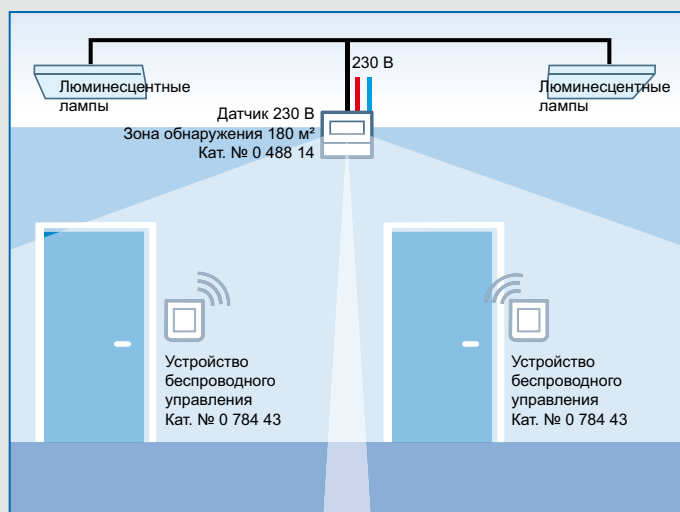 230 В
Люминесцентные
лампы
Люминесцентные
лампы
Датчик 230 В
Зона обнаружения 180 м²
Кат. № 0 488 14
Устройство
беспроводного
управления
Кат. № 0 784 43
Устройство
беспроводного
управления
Кат. № 0 784 43